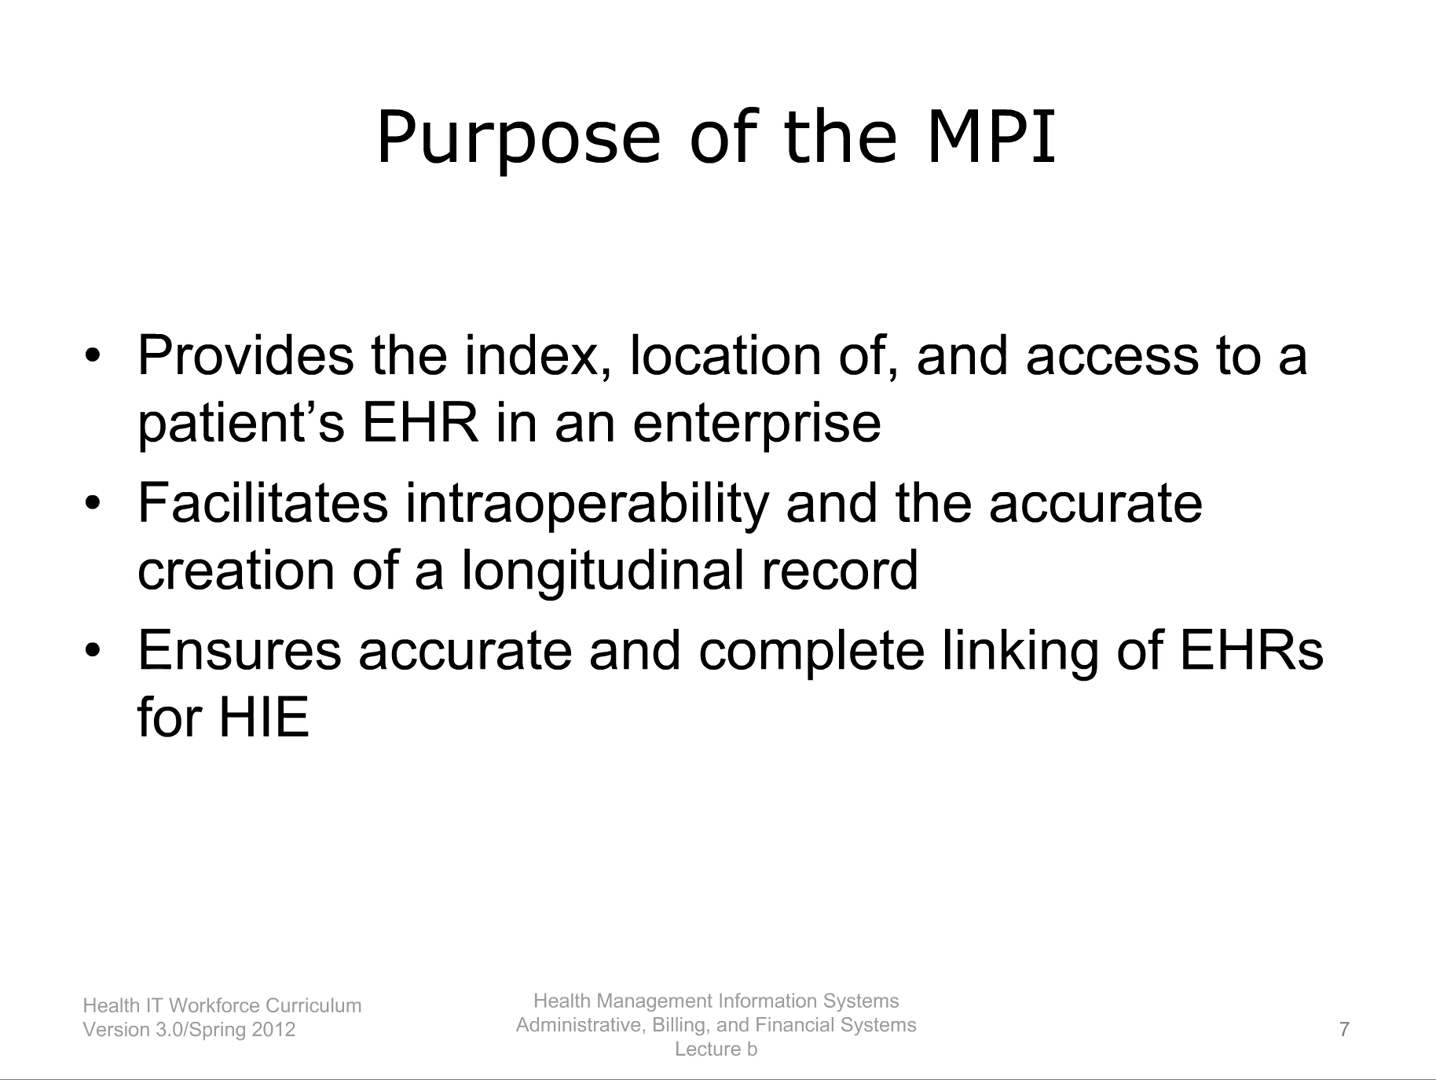 Purpose of the MPI
• Provides the index, location of, and access to a
patient’s EHR in an enterprise
• Facilitates intraoperability and the accurate
creation of a longitudinal record
• Ensures accurate and complete linking of EHRs
for HIE
Health IT Workforce Curriculum
Version 3.0/Spring 2012
Health Management Information Systems
Administrative, Billing, and Financial Systems
Lecture b
7